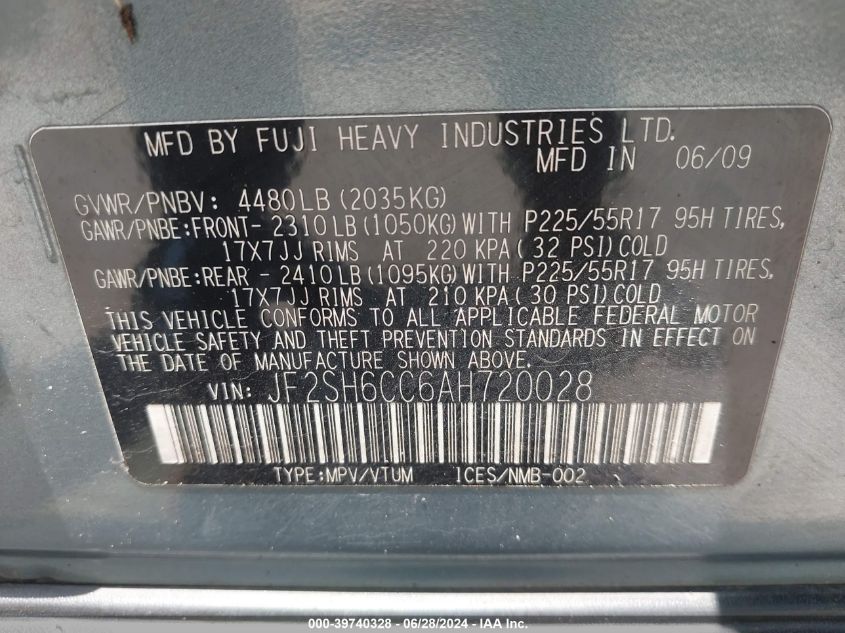 MFD BY FUJI HEAVY INDUSTRIES LTD.
MFD IN 06/09
GVWR/PNBV: 4480LB (2035KG)
GAWR/PNBE:FRONT- 2310 LB (1050KG) WITH P225/55R17 95H TIRES,
17X7JJ RIMS AT 220 KPA ( 32 PSI) COLD
GAWR/PNBE:REAR - 2410 LB (1095KG) WITH P225/55R17 95H TIRES,
17X7JJ RIMS AT 210 KPA ( 30 PSI) COLD
THIS VEHICLE CONFORMS TO ALL APPLICABLE FEDERAL MOTOR
VEHICLE SAFETY AND THEFT PREVENTION STANDARDS IN EFFECT ON
THE DATE OF MANUFACTURE SHOWN ABOVE.
VIN: JF2SH6CC6AH720028
TYPE:MPV/VTUM ICES/NMB-002
000-39740328 - 06/28/2024 - IAA Inc.